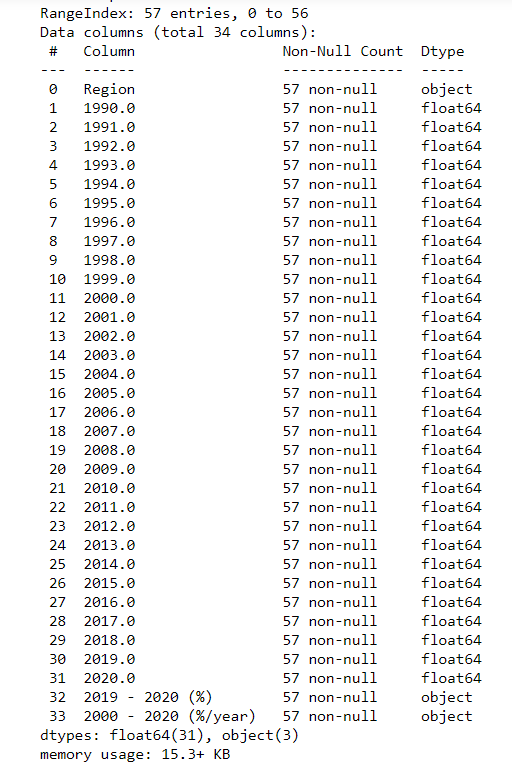 RangeIndex: 57 entries, 0 to 56
Data columns (total 34 columns):
 #   Column                 Non-Null Count  Dtype
---  ------                 --------------  -----
 0   Region                 57 non-null     object
 1   1990.0                 57 non-null     float64
 2   1991.0                 57 non-null     float64
 3   1992.0                 57 non-null     float64
 4   1993.0                 57 non-null     float64
 5   1994.0                 57 non-null     float64
 6   1995.0                 57 non-null     float64
 7   1996.0                 57 non-null     float64
 8   1997.0                 57 non-null     float64
 9   1998.0                 57 non-null     float64
 10  1999.0                 57 non-null     float64
 11  2000.0                 57 non-null     float64
 12  2001.0                 57 non-null     float64
 13  2002.0                 57 non-null     float64
 14  2003.0                 57 non-null     float64
 15  2004.0                 57 non-null     float64
 16  2005.0                 57 non-null     float64
 17  2006.0                 57 non-null     float64
 18  2007.0                 57 non-null     float64
 19  2008.0                 57 non-null     float64
 20  2009.0                 57 non-null     float64
 21  2010.0                 57 non-null     float64
 22  2011.0                 57 non-null     float64
 23  2012.0                 57 non-null     float64
 24  2013.0                 57 non-null     float64
 25  2014.0                 57 non-null     float64
 26  2015.0                 57 non-null     float64
 27  2016.0                 57 non-null     float64
 28  2017.0                 57 non-null     float64
 29  2018.0                 57 non-null     float64
 30  2019.0                 57 non-null     float64
 31  2020.0                 57 non-null     float64
 32  2019 - 2020 (%)        57 non-null     object
 33  2000 - 2020 (%/year)   57 non-null     object
dtypes: float64(31), object(3)
memory usage: 15.3+ KB